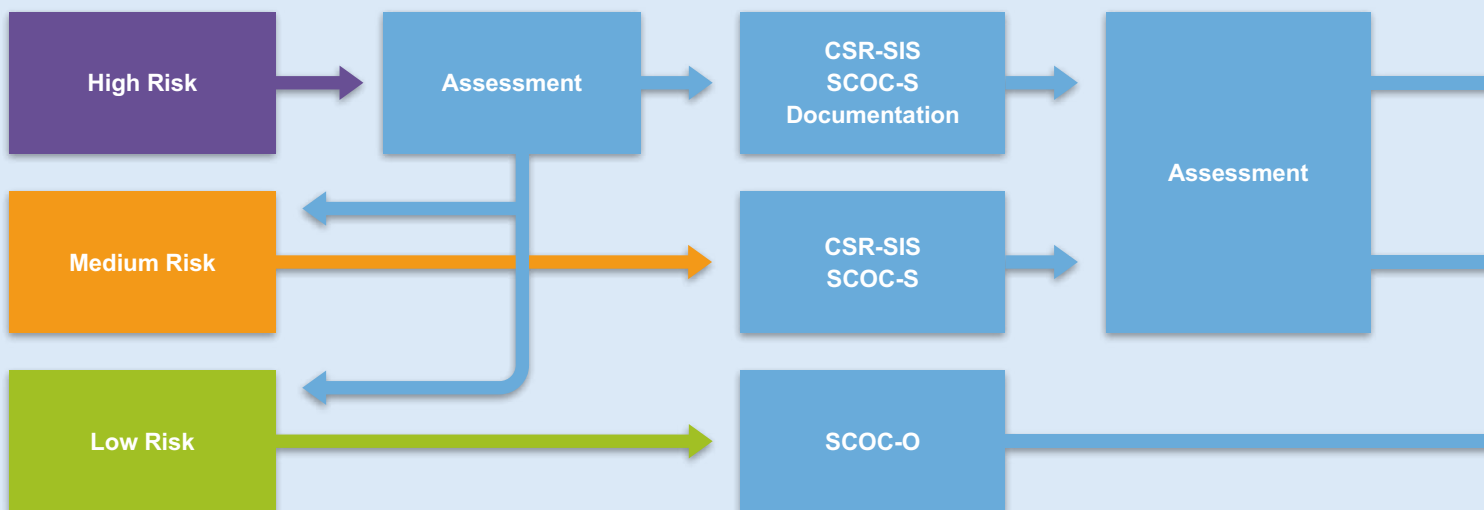 High Risk
Assessment
CSR-SIS
SCOC-S
Documentation
Assessment
Medium Risk
CSR-SIS
SCOC-S
Low Risk
SCOC-O